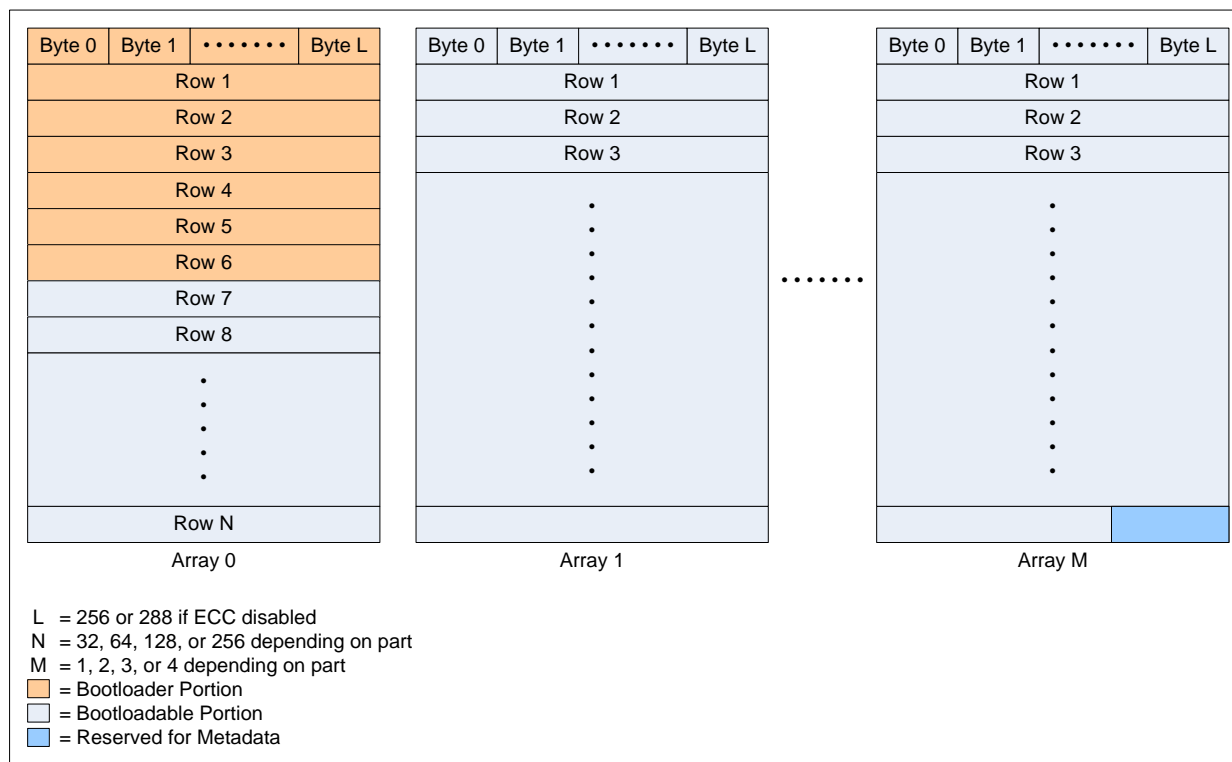 Byte 0 Byte 1 ······· Byte L
Row 1
Row 2
Row 3
Row 4
Row 5
Row 6
Row 7
Row 8
Row N
Array 0
Byte 0 Byte 1 ······· Byte L
Row 1
Row 2
Row 3
Array 1
·······
Byte 0 Byte 1 ······· Byte L
Row 1
Row 2
Row 3
Array M
L = 256 or 288 if ECC disabled
N = 32, 64, 128, or 256 depending on part
M = 1, 2, 3, or 4 depending on part
= Bootloader Portion
= Bootloadable Portion
= Reserved for Metadata